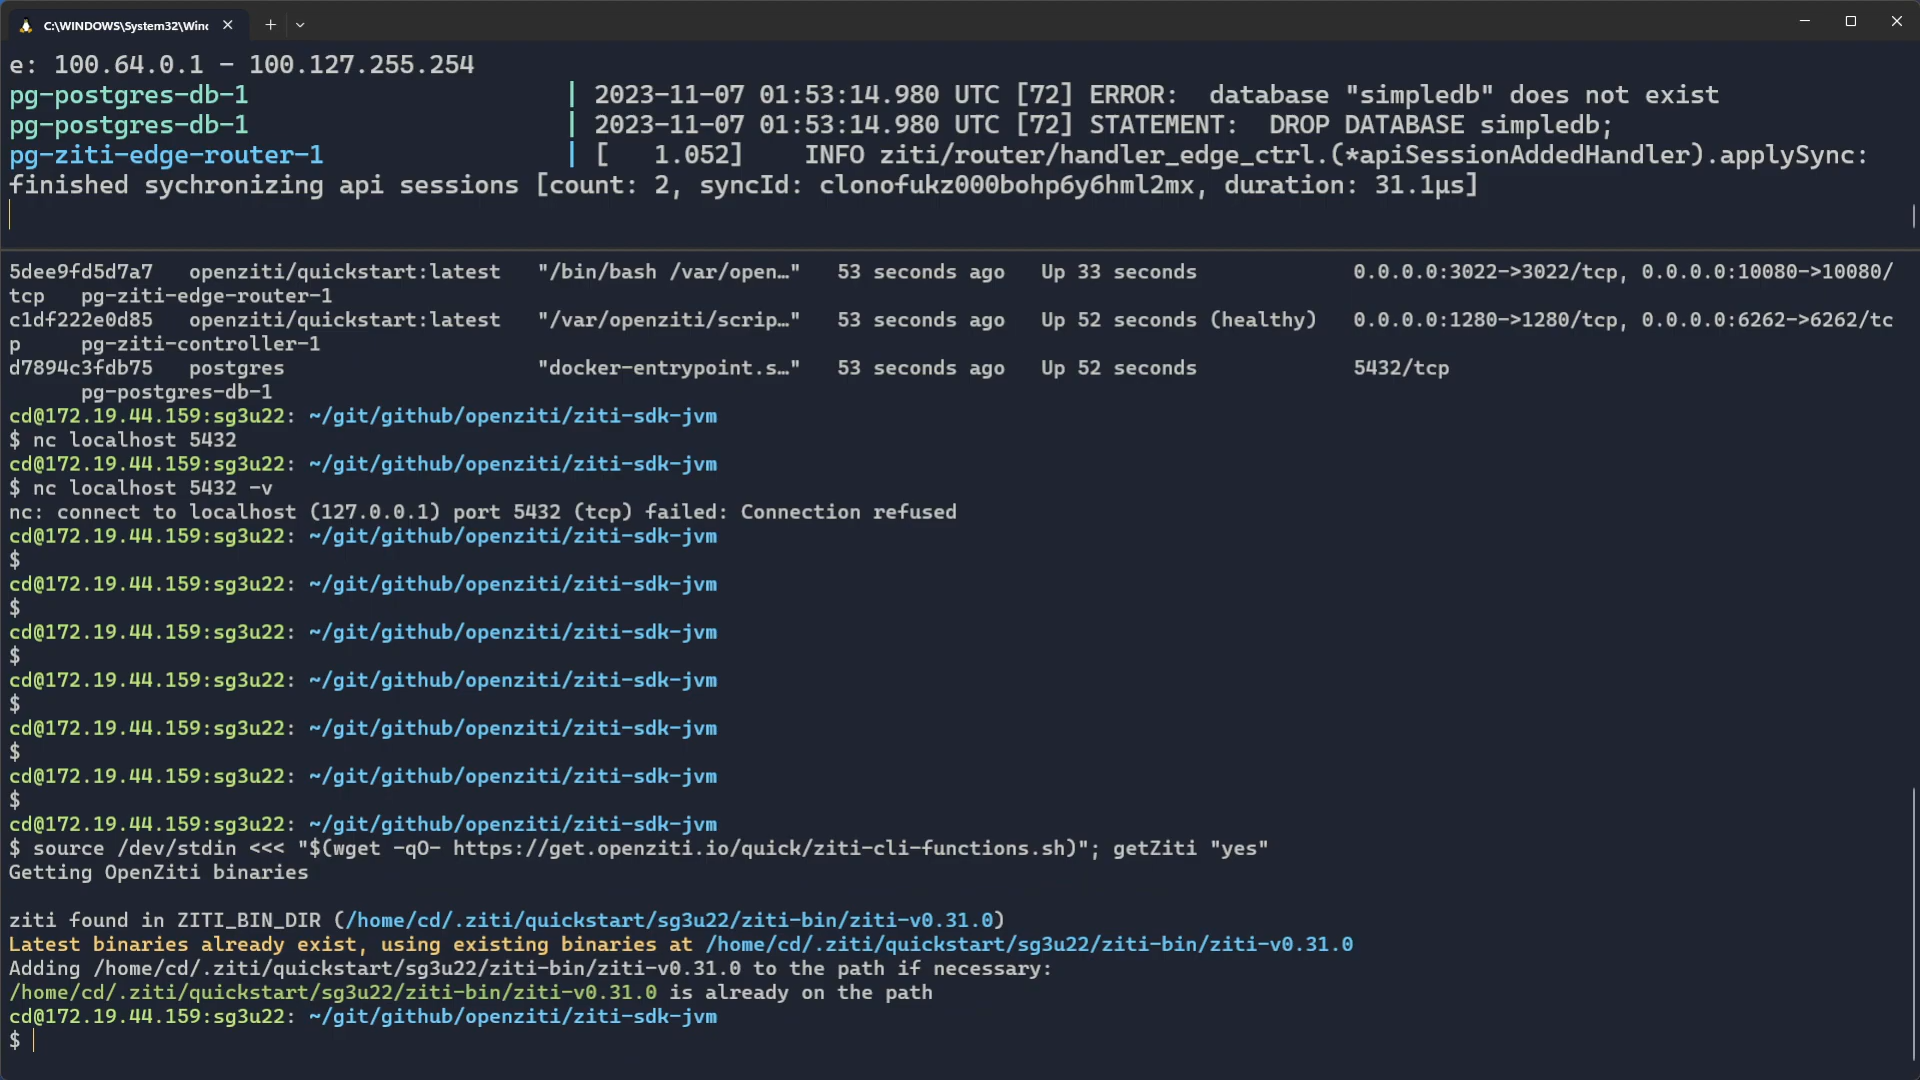 C:\WINDOWS\System32\Winc
e: 100.64.0.1 - 100.127.255.254
pg-postgres-db-1 | 2023-11-07 01:53:14.980 UTC [72] ERROR:  database "simpledb" does not exist
pg-postgres-db-1 | 2023-11-07 01:53:14.980 UTC [72] STATEMENT:  DROP DATABASE simpledb;
pg-ziti-edge-router-1 | [   1.052]    INFO ziti/router/handler_edge_ctrl.(*apiSessionAddedHandler).applySync:
finished sychronizing api sessions [count: 2, syncId: clonofukz000bohp6y6hml2mx, duration: 31.1µs]
5dee9fd5d7a7   openziti/quickstart:latest   "/bin/bash /var/open…"   53 seconds ago   Up 33 seconds             0.0.0.0:3022->3022/tcp, 0.0.0.0:10080->10080/
tcp   pg-ziti-edge-router-1
c1df222e0d85   openziti/quickstart:latest   "/var/openziti/scrip…"   53 seconds ago   Up 52 seconds (healthy)   0.0.0.0:1280->1280/tcp, 0.0.0.0:6262->6262/tc
p     pg-ziti-controller-1
d7894c3fdb75   postgres                     "docker-entrypoint.s…"   53 seconds ago   Up 52 seconds             5432/tcp
pg-postgres-db-1
cd@172.19.44.159:sg3u22: ~/git/github/openziti/ziti-sdk-jvm
$ nc localhost 5432
cd@172.19.44.159:sg3u22: ~/git/github/openziti/ziti-sdk-jvm
$ nc localhost 5432 -v
nc: connect to localhost (127.0.0.1) port 5432 (tcp) failed: Connection refused
cd@172.19.44.159:sg3u22: ~/git/github/openziti/ziti-sdk-jvm
$
cd@172.19.44.159:sg3u22: ~/git/github/openziti/ziti-sdk-jvm
$
cd@172.19.44.159:sg3u22: ~/git/github/openziti/ziti-sdk-jvm
$
cd@172.19.44.159:sg3u22: ~/git/github/openziti/ziti-sdk-jvm
$
cd@172.19.44.159:sg3u22: ~/git/github/openziti/ziti-sdk-jvm
$
cd@172.19.44.159:sg3u22: ~/git/github/openziti/ziti-sdk-jvm
$
cd@172.19.44.159:sg3u22: ~/git/github/openziti/ziti-sdk-jvm
$ source /dev/stdin <<< "$(wget -qO- https://get.openziti.io/quick/ziti-cli-functions.sh)"; getZiti "yes"
Getting OpenZiti binaries
ziti found in ZITI_BIN_DIR (/home/cd/.ziti/quickstart/sg3u22/ziti-bin/ziti-v0.31.0)
Latest binaries already exist, using existing binaries at /home/cd/.ziti/quickstart/sg3u22/ziti-bin/ziti-v0.31.0
Adding /home/cd/.ziti/quickstart/sg3u22/ziti-bin/ziti-v0.31.0 to the path if necessary:
/home/cd/.ziti/quickstart/sg3u22/ziti-bin/ziti-v0.31.0 is already on the path
cd@172.19.44.159:sg3u22: ~/git/github/openziti/ziti-sdk-jvm
$